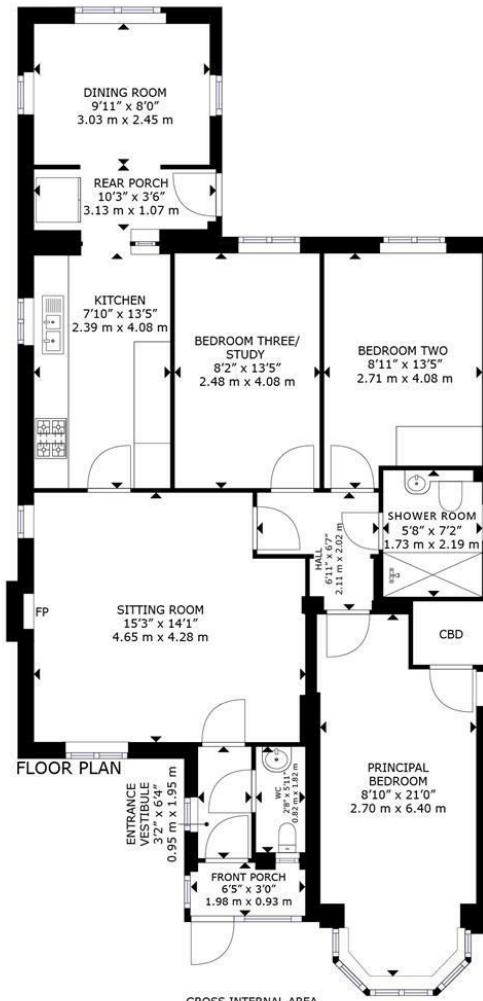 DINING ROOM
9'11" x 8'0"
3.03 m x 2.45 m
REAR PORCH
10'3" x 3'6"
3.13 m x 1.07 m
KITCHEN
7'10" x 13'5"
2.39 m x 4.08 m
BEDROOM THREE/
STUDY
8'2" x 13'5"
2.48 m x 4.08 m
BEDROOM TWO
8'11" x 13'5"
2.71 m x 4.08 m
SHOWER ROOM
5'8" x 7'2"
1.73 m x 2.19 m
HALL
6'11" x 6'7"
2.11 m x 2.02 m
FP
SITTING ROOM
15'3" x 14'1"
4.65 m x 4.28 m
CBD
FLOOR PLAN
ENTRANCE
VESTIBULE
3'2" x 6'4"
0.95 m x 1.95 m
WC
2'8" x 5'11"
0.82 m x 1.82 m
PRINCIPAL
BEDROOM
8'10" x 21'0"
2.70 m x 6.40 m
FRONT PORCH
6'5" x 3'0"
1.98 m x 0.93 m
GROSS INTERNAL AREA